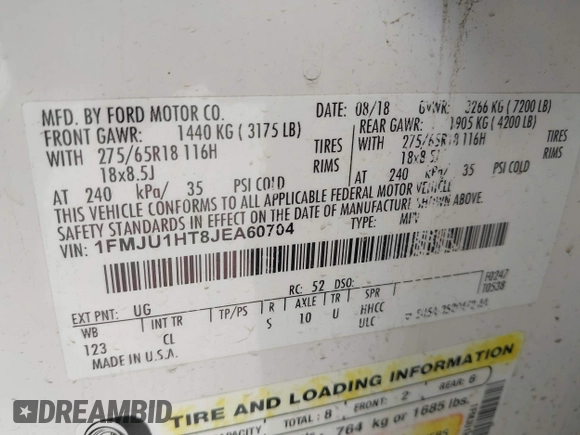 MFD. BY FORD MOTOR CO.
DATE: 08/18 GVWR: 3266 KG ( 7200 LB)
FRONT GAWR: 1440 KG ( 3175 LB)
REAR GAWR: 1905 KG ( 4200 LB)
WITH 275/65R18 116H TIRES
WITH 275/65R18 116H TIRES
18x8.5J RIMS
18x8.5J RIMS
AT 240 kPa/ 35 PSI COLD
AT 240 kPa/ 35 PSI COLD
THIS VEHICLE CONFORMS TO ALL APPLICABLE FEDERAL MOTOR VEHICLE
SAFETY STANDARDS IN EFFECT ON THE DATE OF MANUFACTURE SHOWN ABOVE.
VIN: 1FMJU1HT8JEA60704
TYPE: MPV
F0247
T0538
EXT PNT: UG RC: 52 DSO:
WB INT TR TP/PS R AXLE TR SPR
123 CL S 10 U HHCC
ULC
MADE IN U.S.A.
TIRE AND LOADING INFORMATION
CAPACITY TOTAL: 8 FRONT: 2 REAR: 6
764 kg or 1685 lbs.
DREAMBID